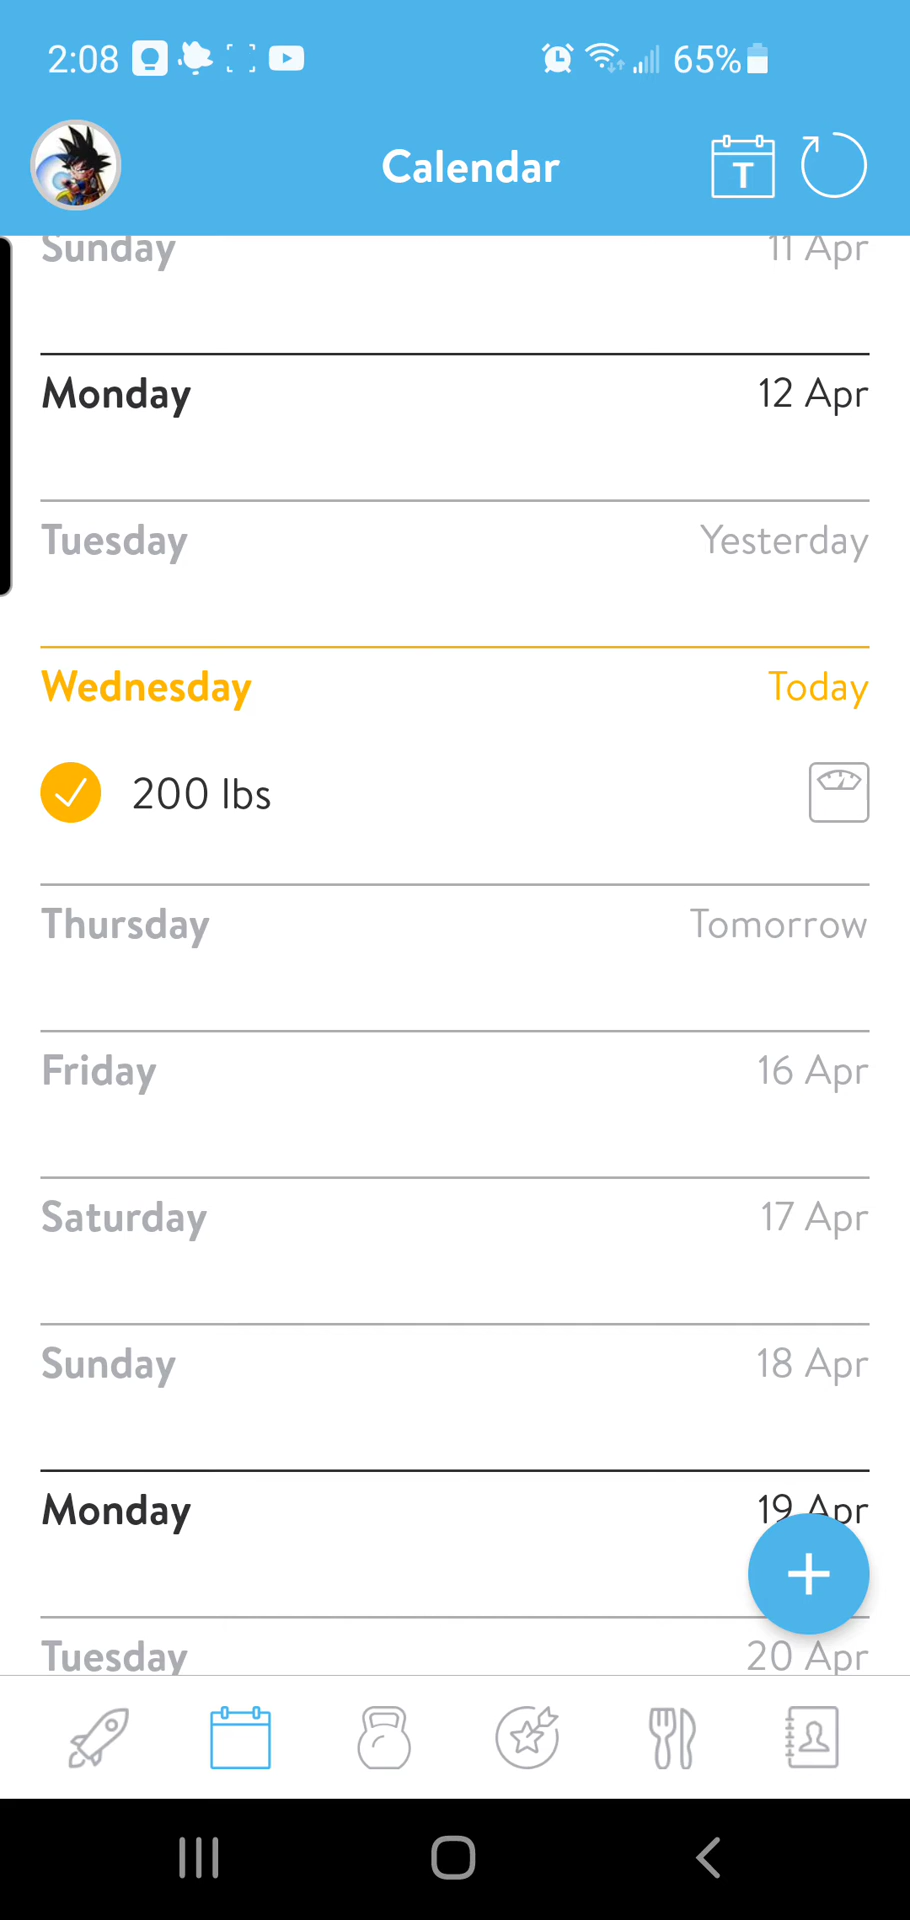 2:08 65%
Calendar
T
Sunday 11 Apr
Monday 12 Apr
Tuesday Yesterday
Wednesday Today
200 lbs
Thursday Tomorrow
Friday 16 Apr
Saturday 17 Apr
Sunday 18 Apr
Monday 19 Apr
Tuesday 20 Apr